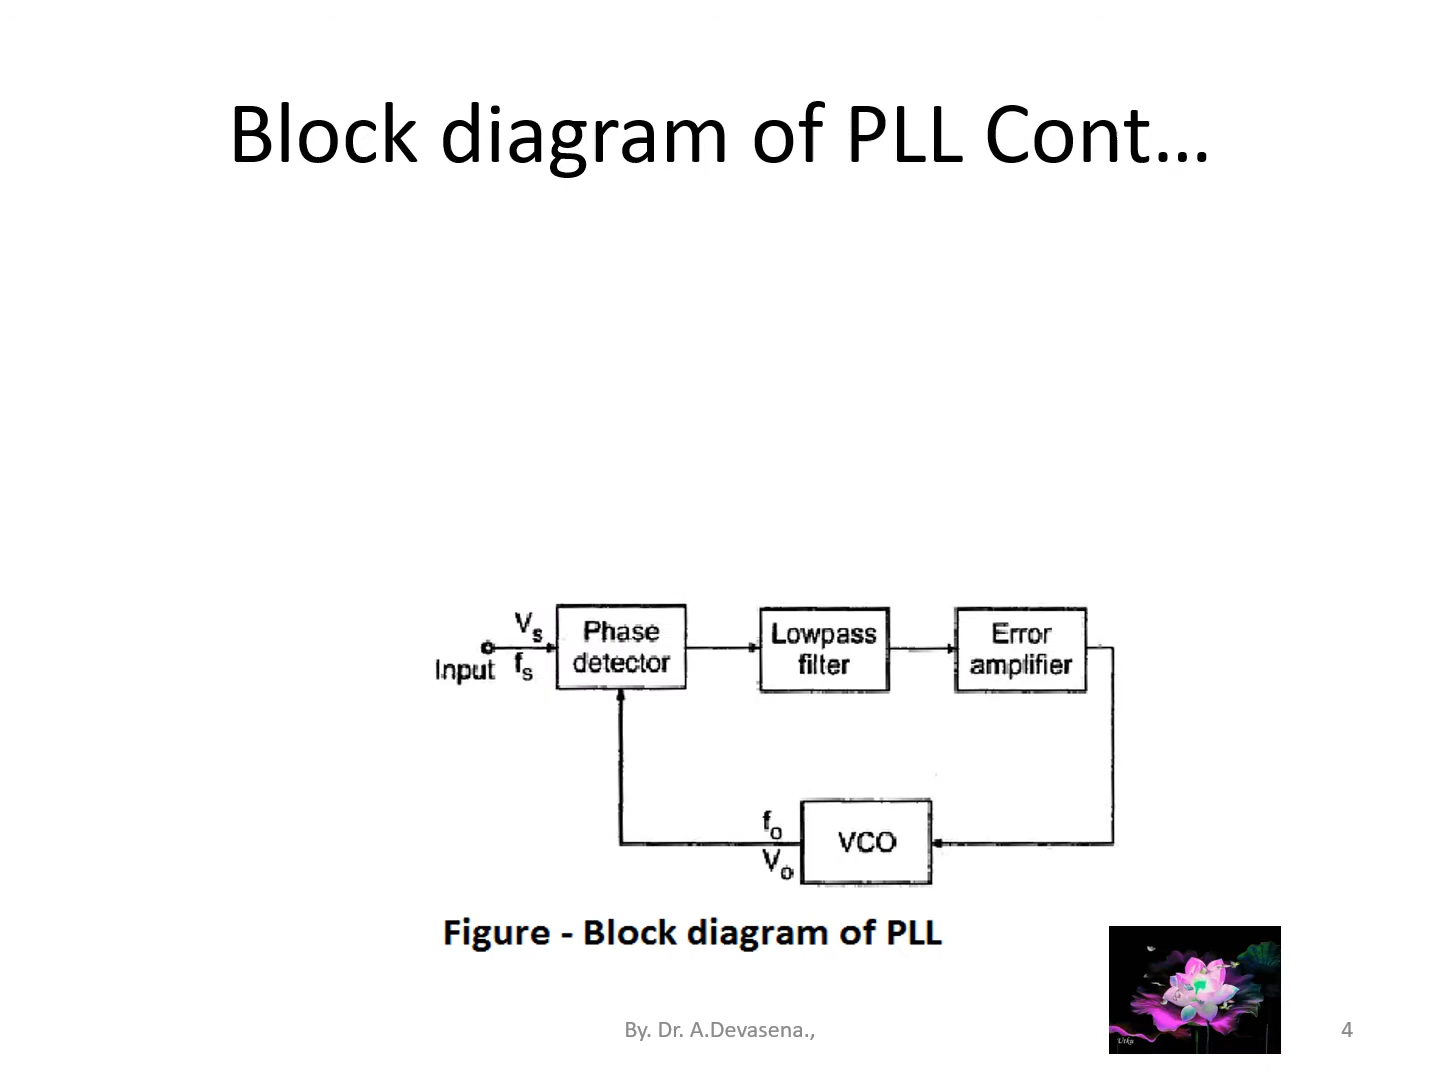 Block diagram of PLL Cont…
Vs
Input fs
Phase
detector
Lowpass
filter
Error
amplifier
fo
Vo
VCO
Figure - Block diagram of PLL
Utku
By. Dr. A.Devasena.,
4